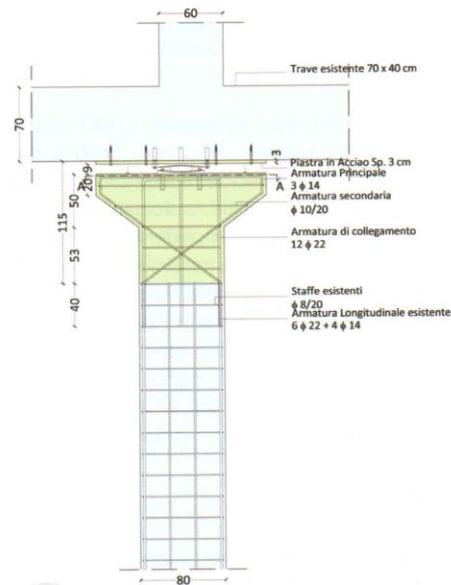 60
Trave esistente 70 x 40 cm
70
3
Piastra in Acciaio Sp. 3 cm
Armatura Principale
3 ϕ 14
9
20
A
A
Armatura secondaria
ϕ 10/20
50
115
Armatura di collegamento
12 ϕ 22
53
Staffe esistenti
ϕ 8/20
40
Armatura Longitudinale esistente
6 ϕ 22 + 4 ϕ 14
80